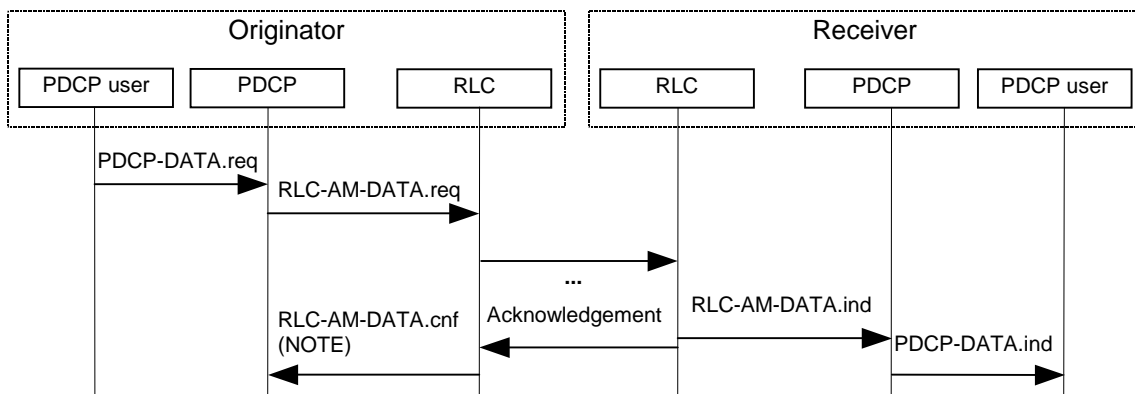 Originator
Receiver
PDCP user
PDCP
RLC
RLC
PDCP
PDCP user
PDCP-DATA.req
RLC-AM-DATA.req
...
RLC-AM-DATA.cnf
(NOTE)
Acknowledgement
RLC-AM-DATA.ind
PDCP-DATA.ind